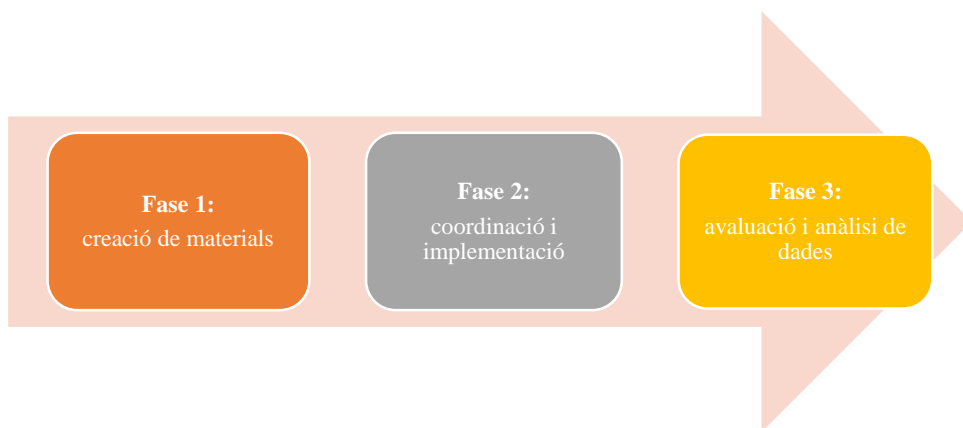 Fase 1:
creació de materials
Fase 2:
coordinació i
implementació
Fase 3:
avaluació i anàlisi de
dades